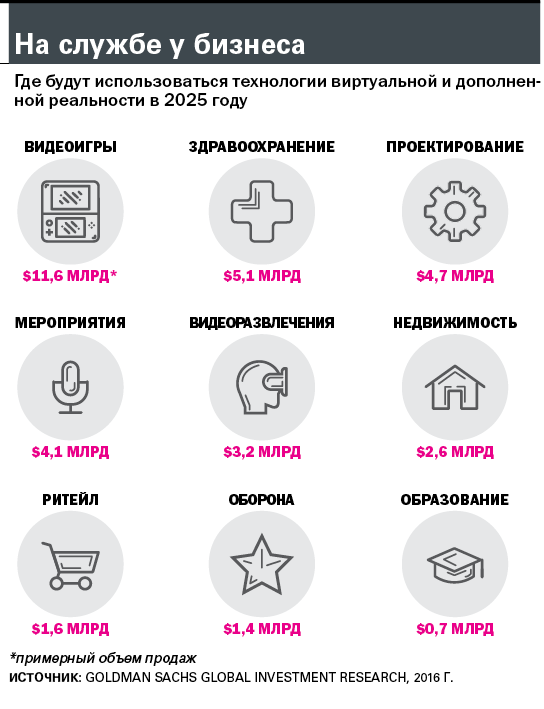 На службе у бизнеса
Где будут использоваться технологии виртуальной и дополнен-
ной реальности в 2025 году
ВИДЕОИГРЫ
ЗДРАВООХРАНЕНИЕ
ПРОЕКТИРОВАНИЕ
$11,6 МЛРД*
$5,1 МЛРД
$4,7 МЛРД
МЕРОПРИЯТИЯ
ВИДЕОРАЗВЛЕЧЕНИЯ
НЕДВИЖИМОСТЬ
$4,1 МЛРД
$3,2 МЛРД
$2,6 МЛРД
РИТЕЙЛ
ОБОРОНА
ОБРАЗОВАНИЕ
$1,6 МЛРД
$1,4 МЛРД
$0,7 МЛРД
*примерный объем продаж
ИСТОЧНИК: GOLDMAN SACHS GLOBAL INVESTMENT RESEARCH, 2016 Г.